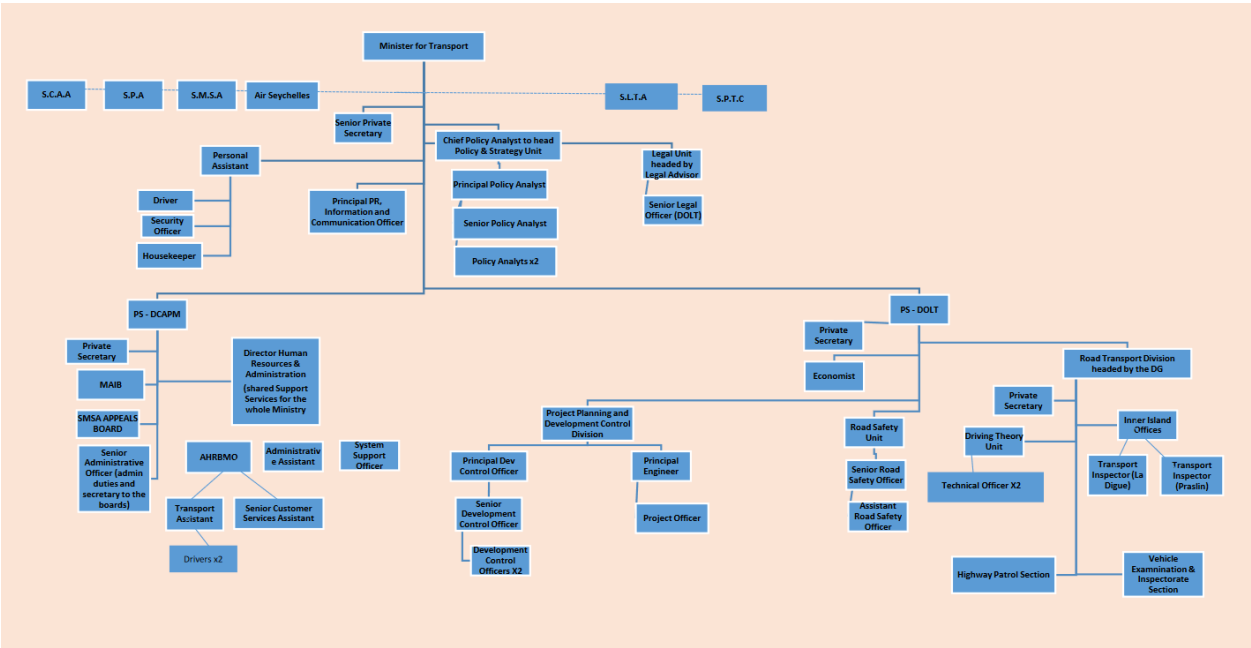 Minister for Transport
S.C.A.A
S.P.A
S.M.S.A
Air Seychelles
S.L.T.A
S.P.T.C
Senior Private
Secretary
Chief Policy Analyst to head
Policy & Strategy Unit
Legal Unit
headed by
Legal Advisor
Personal
Assistant
Driver
Security
Officer
Housekeeper
Principal PR,
Information and
Communication Officer
Principal Policy Analyst
Senior Policy Analyst
Policy Analyts x2
Senior Legal
Officer (DOLT)
PS - DCAPM
Private
Secretary
MAIB
SMSA APPEALS
BOARD
Senior
Administrative
Officer (admin
duties and
secretary to the
boards)
Director Human
Resources &
Administration
(shared Support
Services for the
whole Ministry
AHRBMO
Administrativ
e Assistant
System
Support
Officer
Transport
Assistant
Senior Customer
Services Assistant
Drivers x2
PS - DOLT
Private
Secretary
Economist
Project Planning and
Development Control
Division
Principal Dev
Control Officer
Principal
Engineer
Senior
Development
Control Officer
Project Officer
Development
Control
Officers X2
Road Safety
Unit
Senior Road
Safety Officer
Assistant
Road Safety
Officer
Road Transport Division
headed by the DG
Private
Secretary
Inner Island
Offices
Driving Theory
Unit
Technical Officer X2
Transport
Inspector (La
Digue)
Transport
Inspector
(Praslin)
Highway Patrol Section
Vehicle
Examnination &
Inspectorate
Section